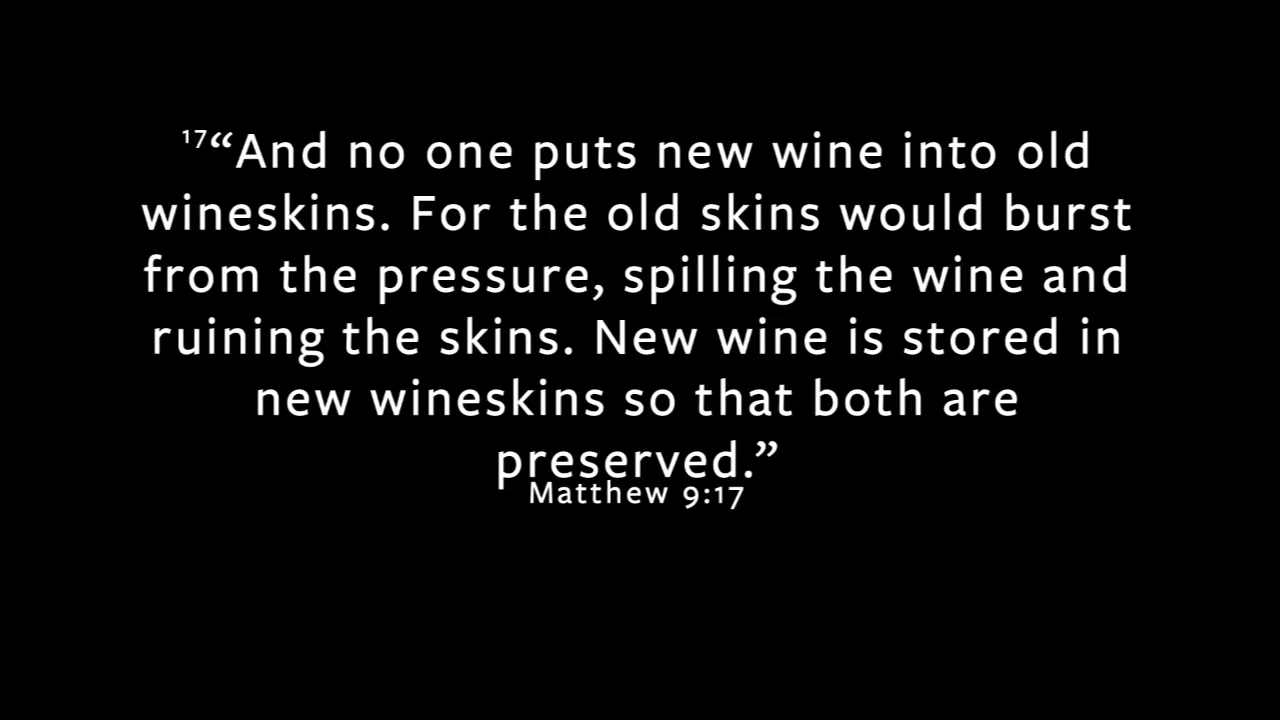 17“And no one puts new wine into old
wineskins. For the old skins would burst
from the pressure, spilling the wine and
ruining the skins. New wine is stored in
new wineskins so that both are
preserved.”
Matthew 9:17